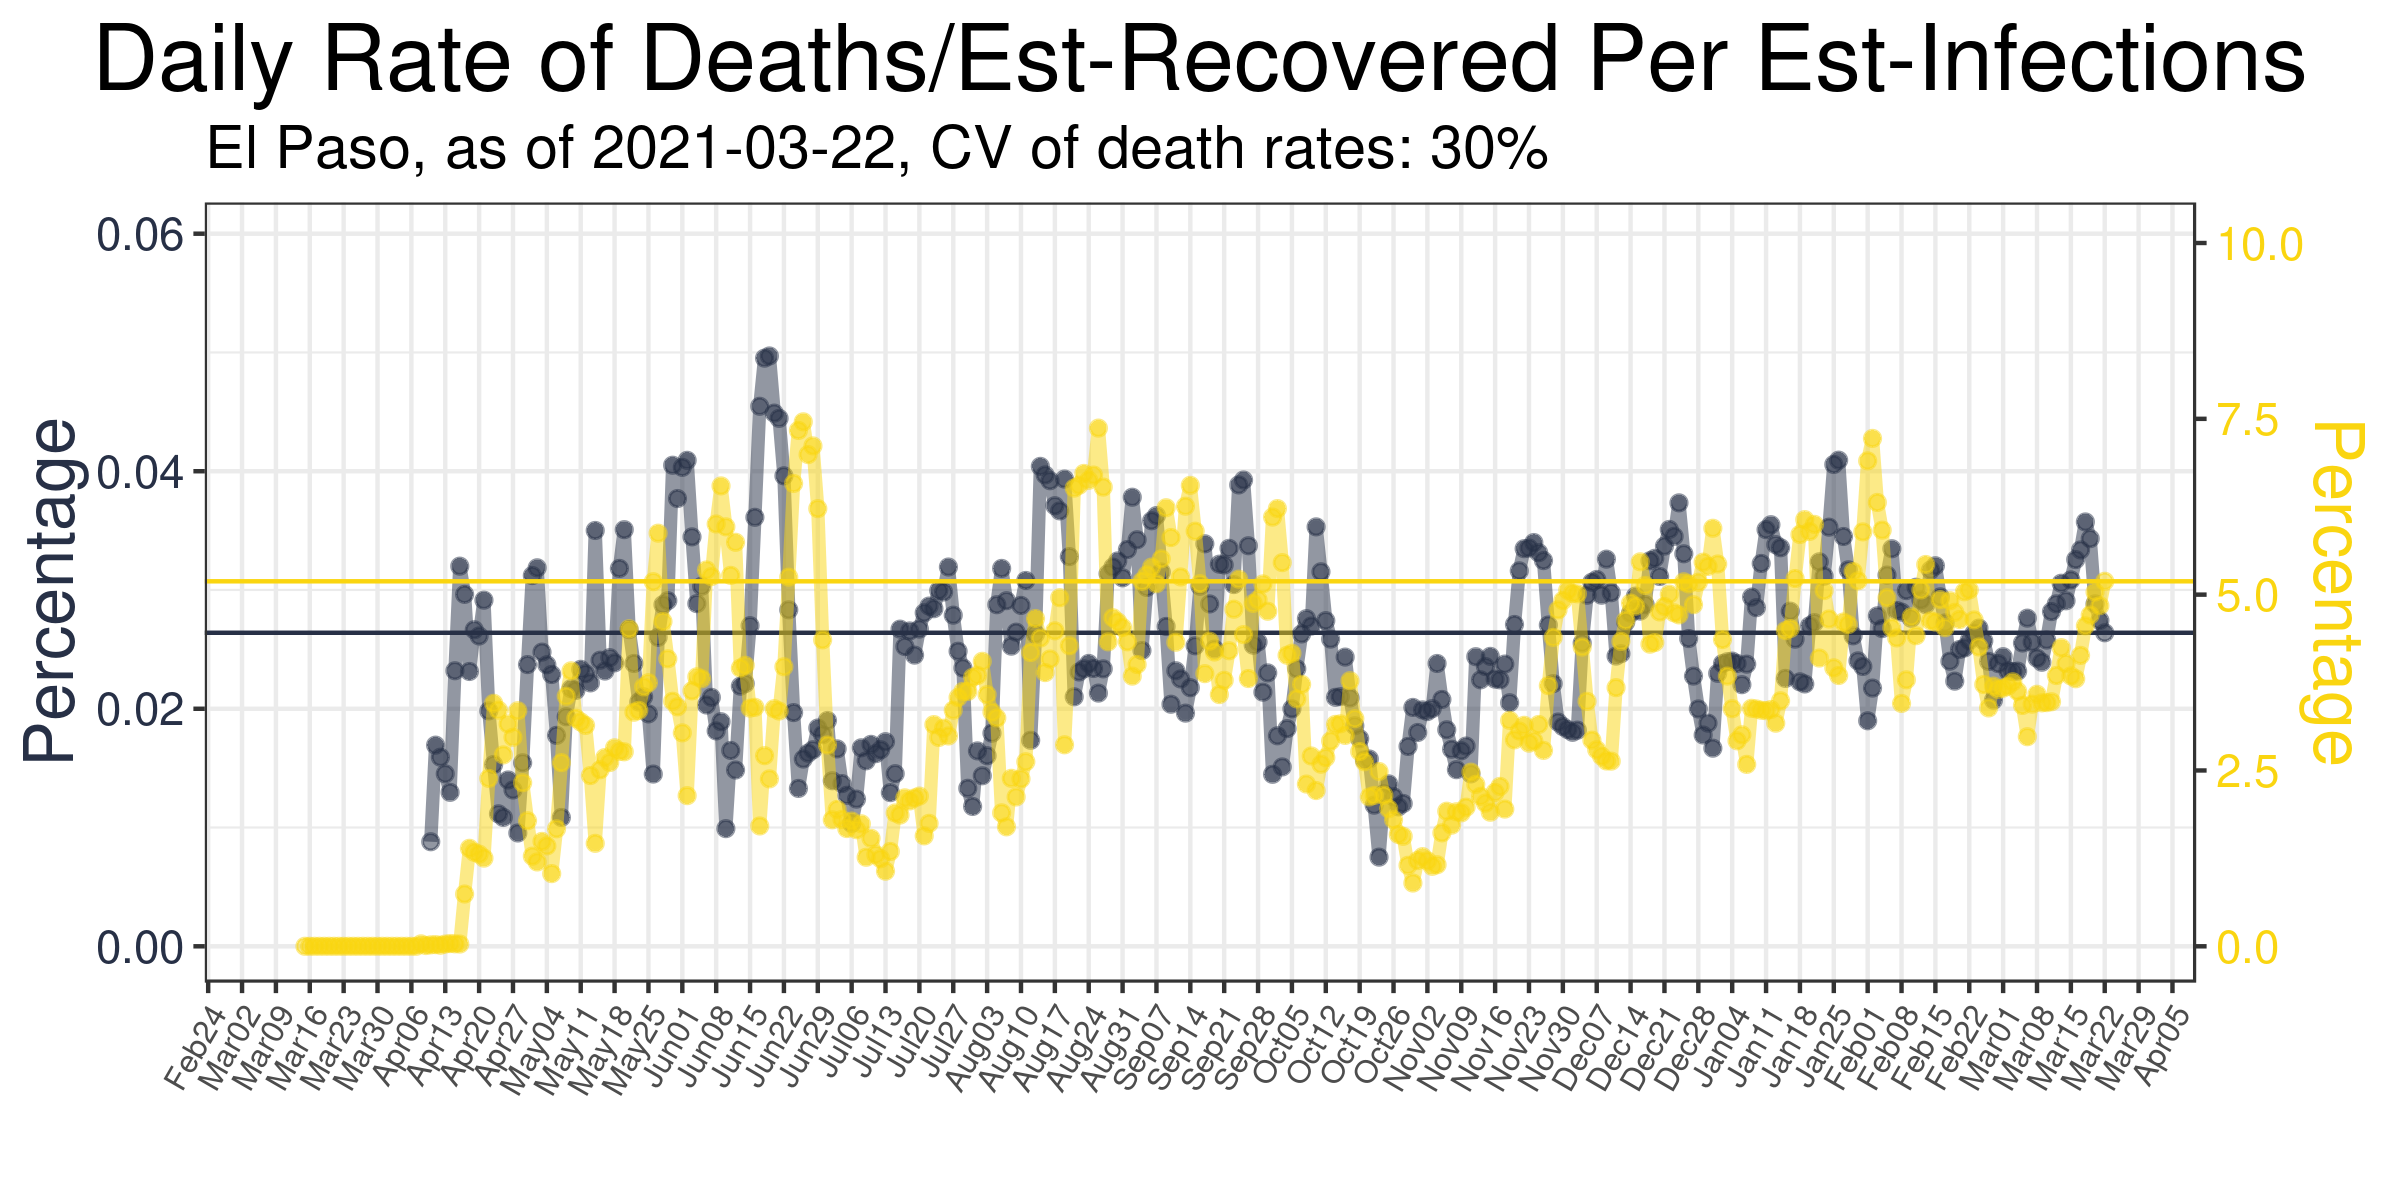 Daily Rate of Deaths/Est-Recovered Per Est-Infections
El Paso, as of 2021-03-22, CV of death rates: 30%
Percentage
0.06
0.04
0.02
0.00
10.0
7.5
5.0
2.5
0.0
Percentage
Feb24
Mar02
Mar09
Mar16
Mar23
Mar30
Apr06
Apr13
Apr20
Apr27
May04
May11
May18
May25
Jun01
Jun08
Jun15
Jun22
Jun29
Jul06
Jul13
Jul20
Jul27
Aug03
Aug10
Aug17
Aug24
Aug31
Sep07
Sep14
Sep21
Sep28
Oct05
Oct12
Oct19
Oct26
Nov02
Nov09
Nov16
Nov23
Nov30
Dec07
Dec14
Dec21
Dec28
Jan04
Jan11
Jan18
Jan25
Feb01
Feb08
Feb15
Feb22
Mar01
Mar08
Mar15
Mar22
Mar29
Apr05